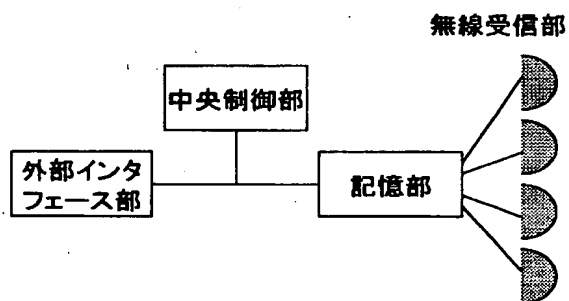 無線受信部
中央制御部
外部インタ
フェース部
記憶部